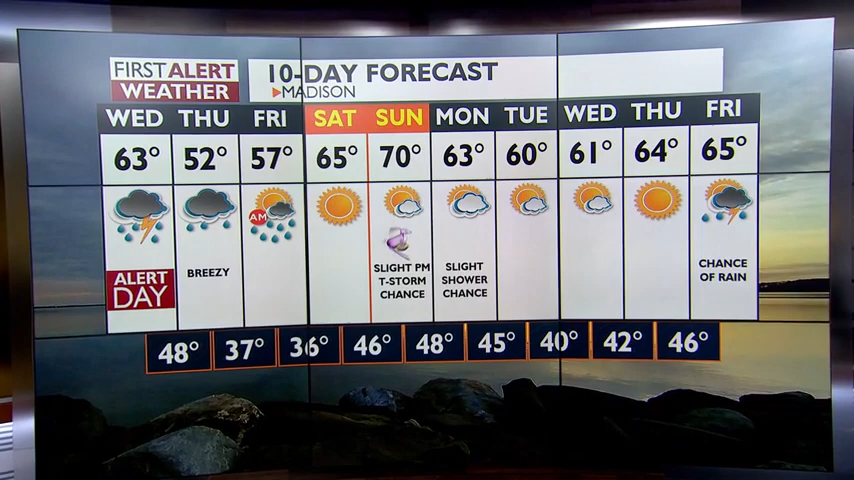 FIRST ALERT
WEATHER
10-DAY FORECAST
MADISON
WED THU FRI SAT SUN MON TUE WED THU FRI
63° 52° 57° 65° 70° 63° 60° 61° 64° 65°
AM
ALERT
DAY
BREEZY
SLIGHT PM
T-STORM
CHANCE
SLIGHT
SHOWER
CHANCE
CHANCE
OF RAIN
48° 37° 36° 46° 48° 45° 40° 42° 46°